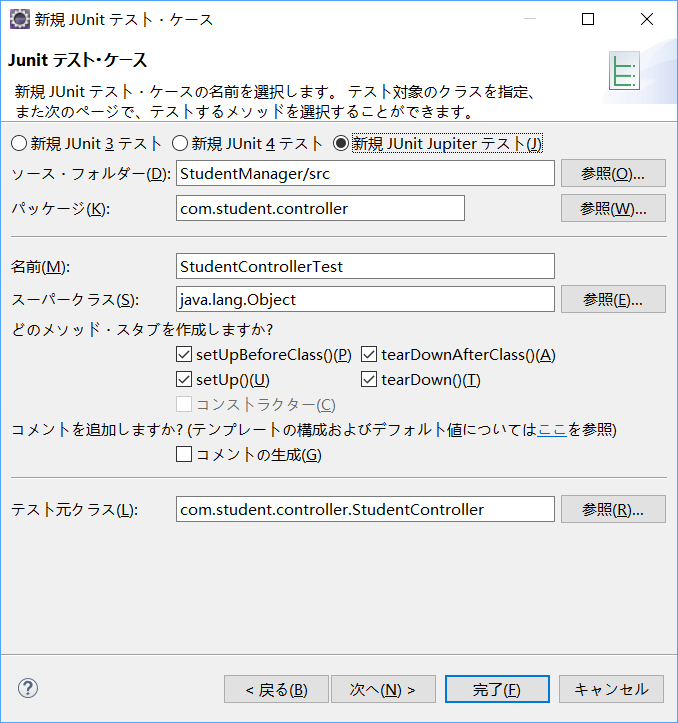 新規 JUnit テスト・ケース
Junit テスト・ケース
新規 JUnit テスト・ケースの名前を選択します。 テスト対象のクラスを指定、
また次のページで、テストするメソッドを選択することができます。
新規 JUnit 3 テスト 新規 JUnit 4 テスト 新規 JUnit Jupiter テスト(J)
ソース・フォルダー(D): StudentManager/src 参照(O)...
パッケージ(K): com.student.controller 参照(W)...
名前(M): StudentControllerTest
スーパークラス(S): java.lang.Object 参照(E)...
どのメソッド・スタブを作成しますか?
setUpBeforeClass()(P) tearDownAfterClass()(A)
setUp()(U) tearDown()(T)
コンストラクター(C)
コメントを追加しますか? (テンプレートの構成およびデフォルト値についてはここを参照)
コメントの生成(G)
テスト元クラス(L): com.student.controller.StudentController 参照(R)...
? < 戻る(B) 次へ(N) > 完了(F) キャンセル